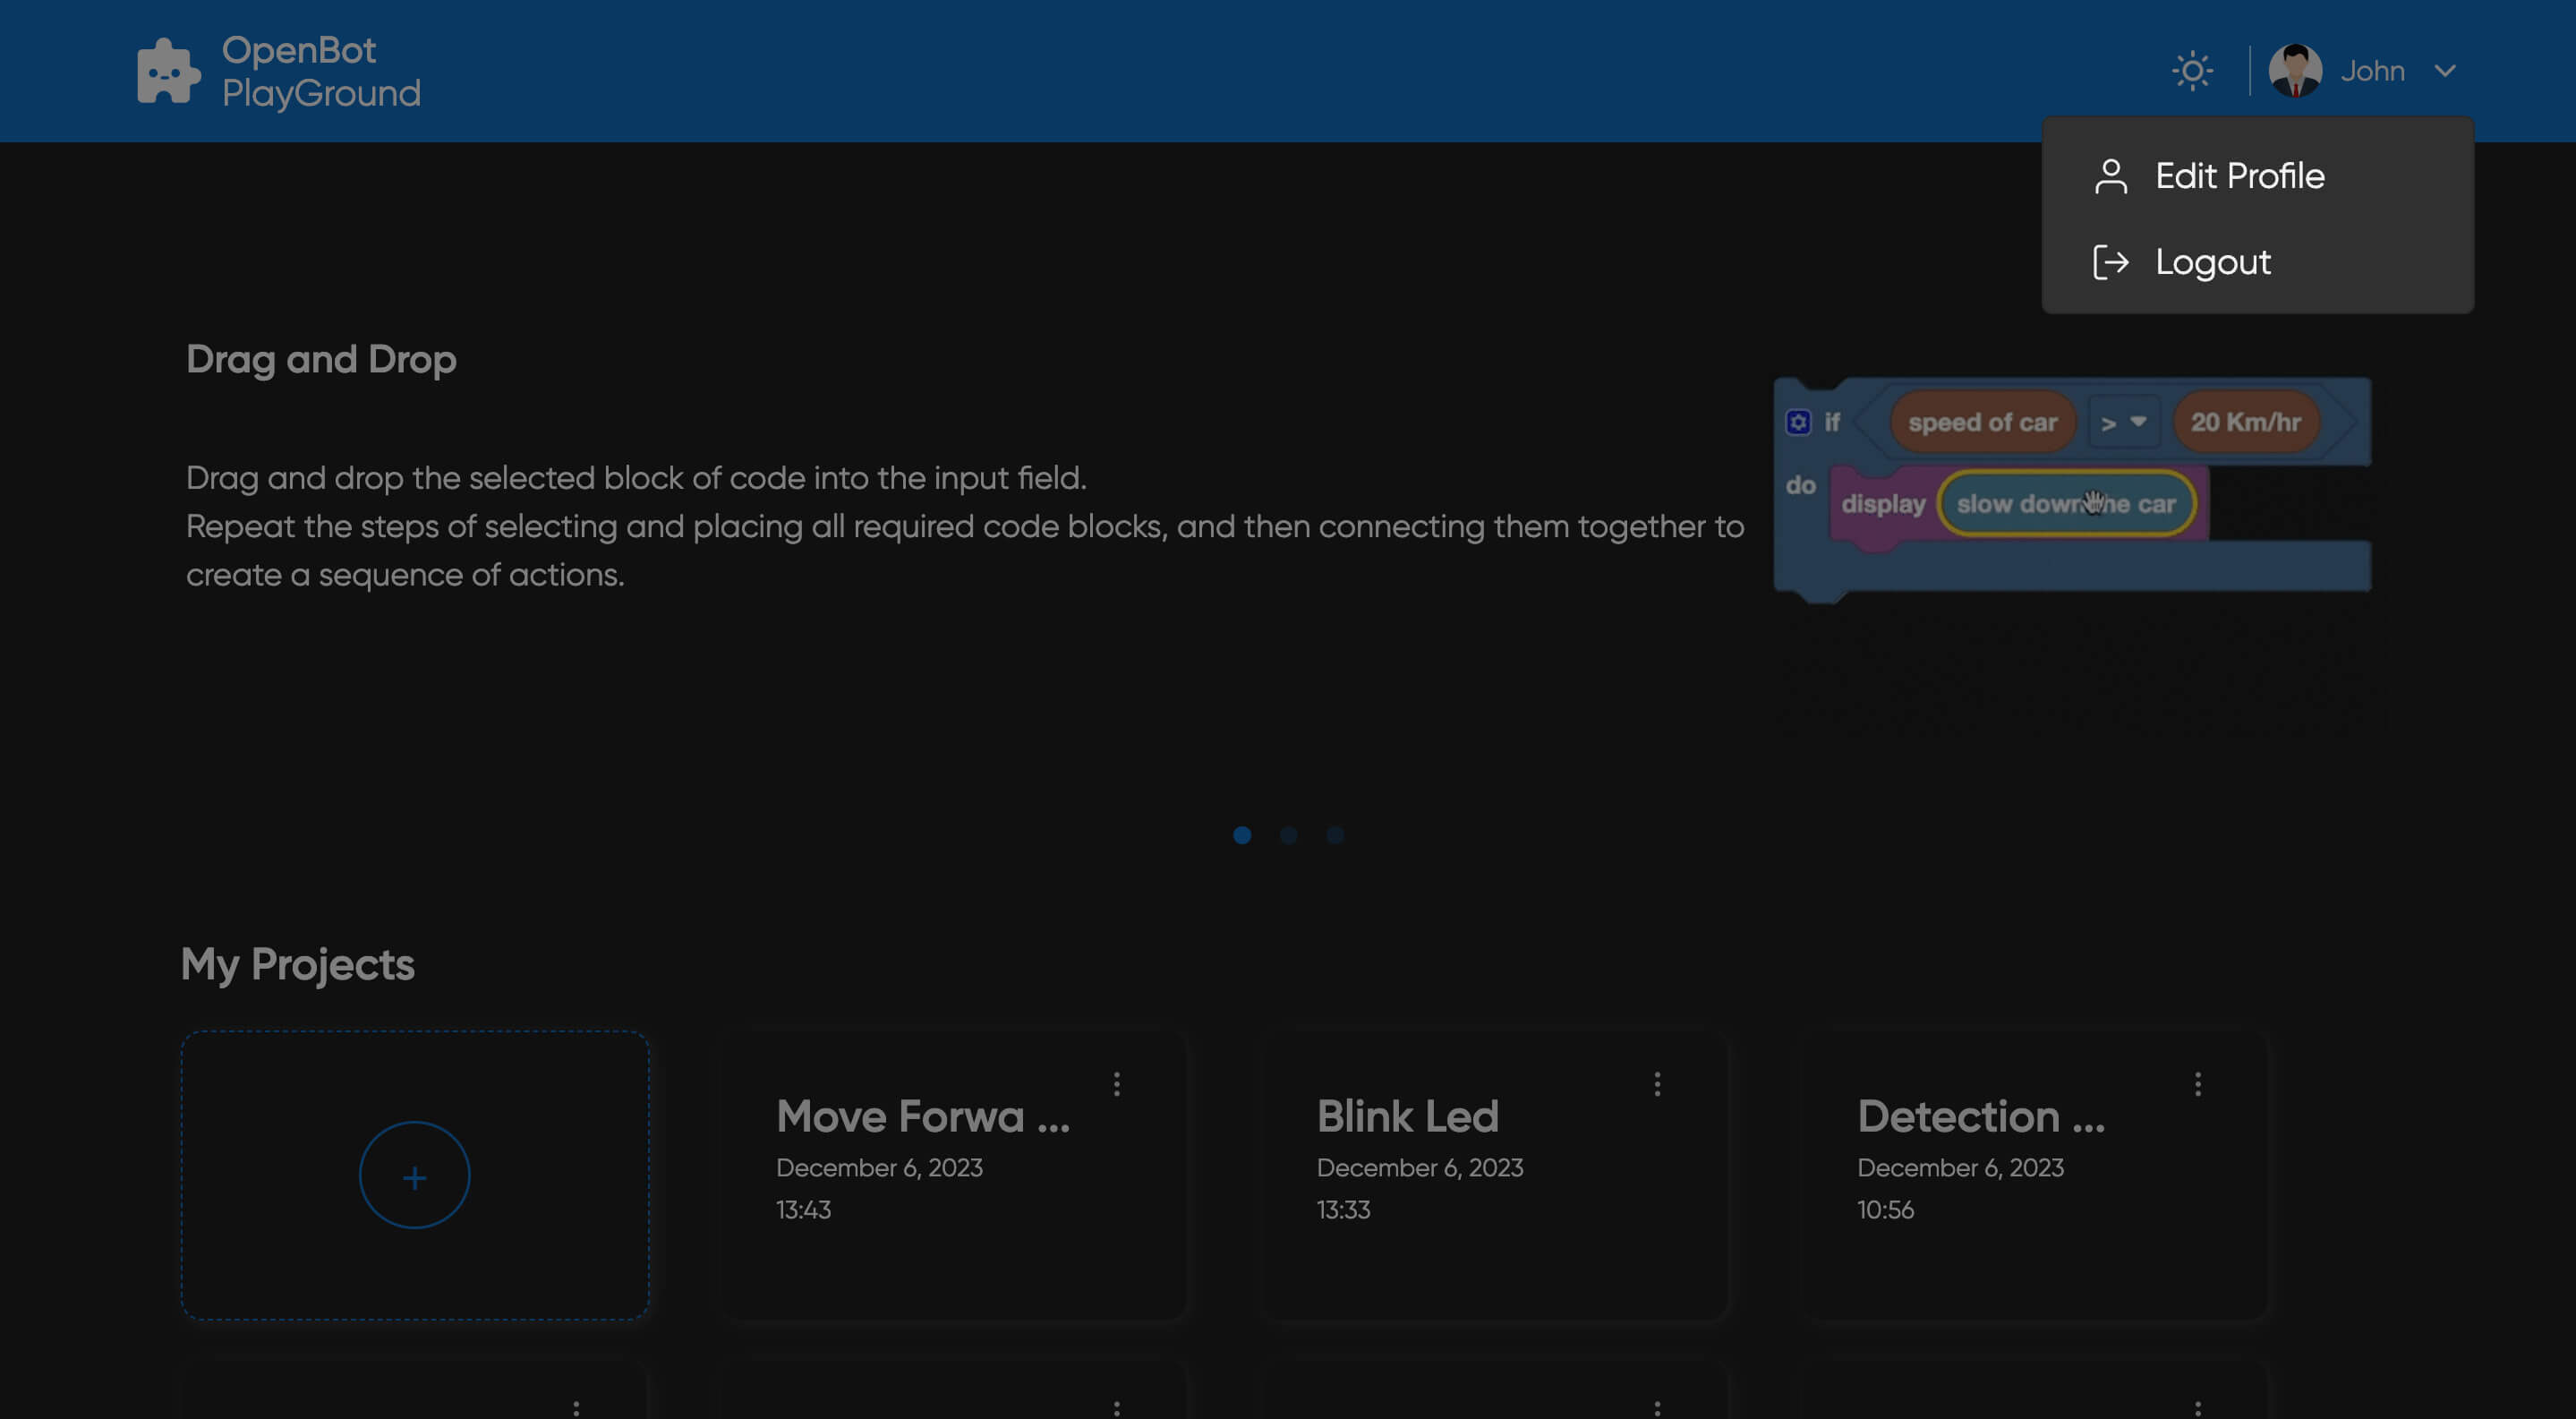 OpenBot
PlayGround
John
Edit Profile
Logout
Drag and Drop
Drag and drop the selected block of code into the input field.
Repeat the steps of selecting and placing all required code blocks, and then connecting them together to
create a sequence of actions.
if speed of car > 20 Km/hr
do display slow down the car
My Projects
+
Move Forwa ...
December 6, 2023
13:43
Blink Led
December 6, 2023
13:33
Detection ...
December 6, 2023
10:56